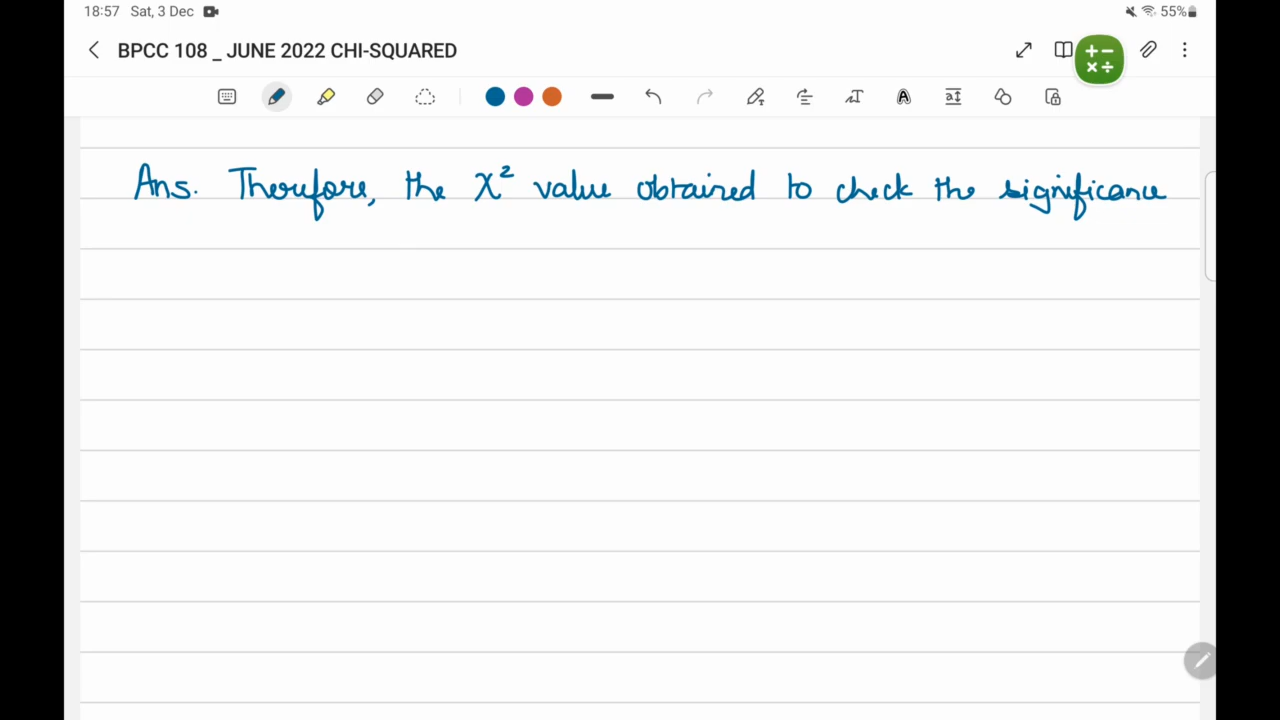 18:57 Sat, 3 Dec 55%
BPCC 108 _ JUNE 2022 CHI-SQUARED
Ans. Therefore, the χ² value obtained to check the significance